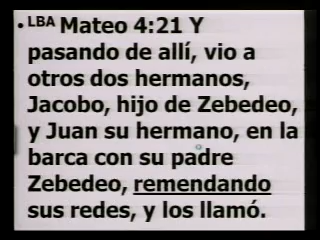 • LBA Mateo 4:21 Y
pasando de allí, vio a
otros dos hermanos,
Jacobo, hijo de Zebedeo,
y Juan su hermano, en la
barca con su padre
Zebedeo, remendando
sus redes, y los llamó.